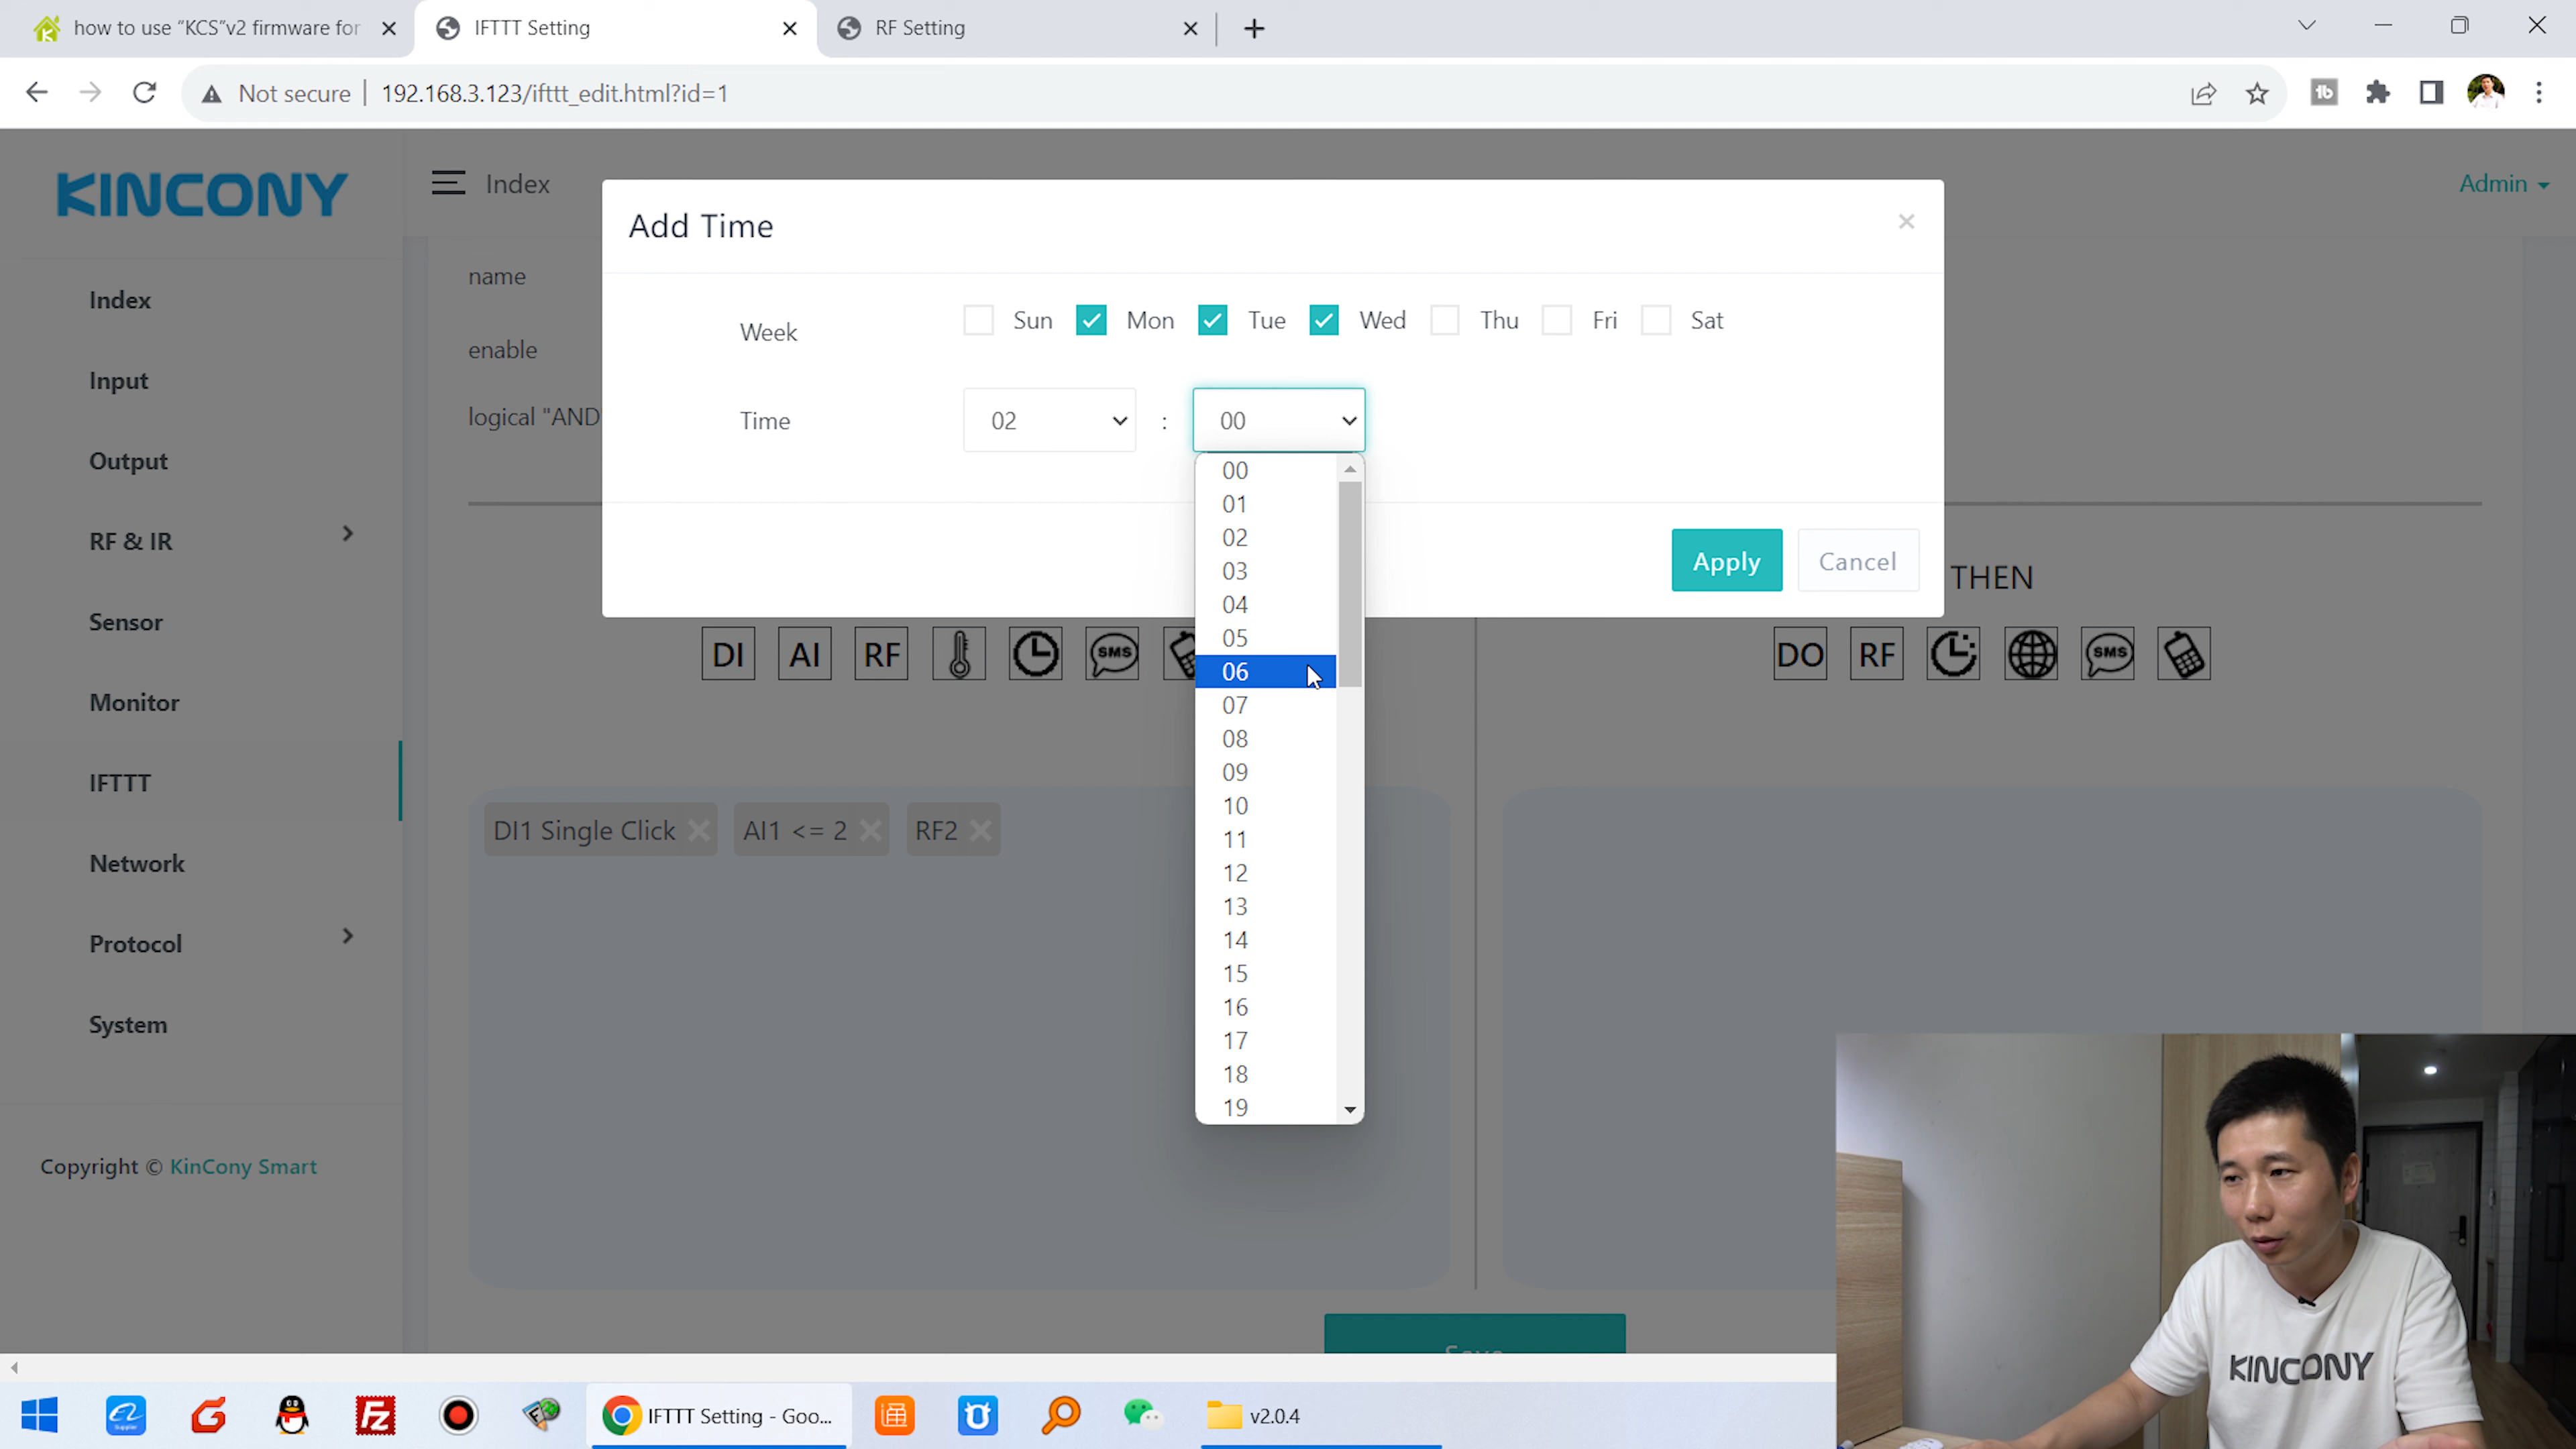 how to use “KCS”v2 firmware for
IFTTT Setting
RF Setting
Not secure
192.168.3.123/ifttt_edit.html?id=1
KINCONY
Index
Admin
Index
Input
Output
RF & IR
Sensor
Monitor
IFTTT
Network
Protocol
System
Copyright © KinCony Smart
name
enable
logical "AND
Add Time
Week
Sun
Mon
Tue
Wed
Thu
Fri
Sat
Time
02
:
00
00
01
02
03
04
05
06
07
08
09
10
11
12
13
14
15
16
17
18
19
Apply
Cancel
THEN
DI
AI
RF
SMS
DO
RF
SMS
DI1 Single Click
AI1 <= 2
RF2
Save
KINCONY
IFTTT Setting - Goo...
v2.0.4